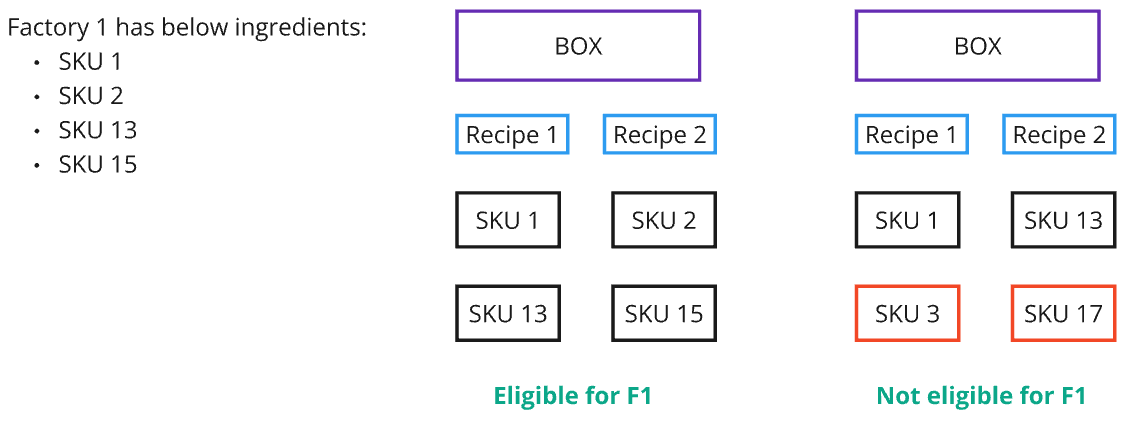 Factory 1 has below ingredients:
• SKU 1
• SKU 2
• SKU 13
• SKU 15
BOX
Recipe 1 Recipe 2
SKU 1 SKU 2
SKU 13 SKU 15
Eligible for F1
BOX
Recipe 1 Recipe 2
SKU 1 SKU 13
SKU 3 SKU 17
Not eligible for F1